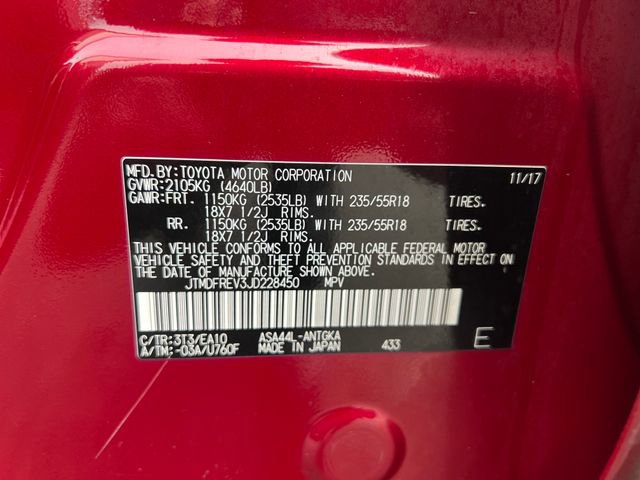 MFD.BY:TOYOTA MOTOR CORPORATION 11/17
GVWR:2105KG (4640LB)
GAWR:FRT. 1150KG (2535LB) WITH 235/55R18 TIRES.
18X7 1/2J RIMS.
RR. 1150KG (2535LB) WITH 235/55R18 TIRES.
18X7 1/2J RIMS.
THIS VEHICLE CONFORMS TO ALL APPLICABLE FEDERAL MOTOR
VEHICLE SAFETY AND THEFT PREVENTION STANDARDS IN EFFECT
ON THE DATE OF MANUFACTURE SHOWN ABOVE.
JTMDFREV3JD228450 MPV
C/TR:3T3/EA10 ASA44L-ANTGKA
A/TM:-03A/U760F MADE IN JAPAN 433 E